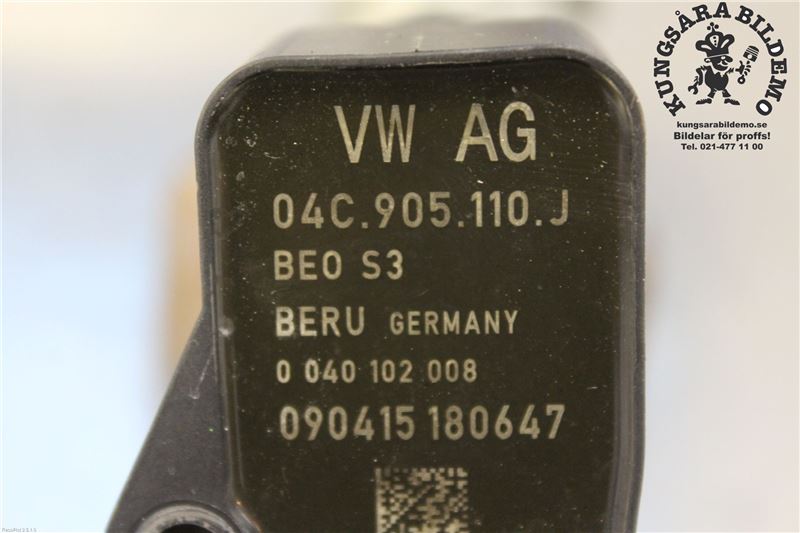 VW AG
04C.905.110.J
BEO S3
BERU GERMANY
0 040 102 008
090415 180647
KUNGSÅRA BILDEMO
kungsarabildemo.se
Bildelar för proffs!
Tel. 021-477 11 00